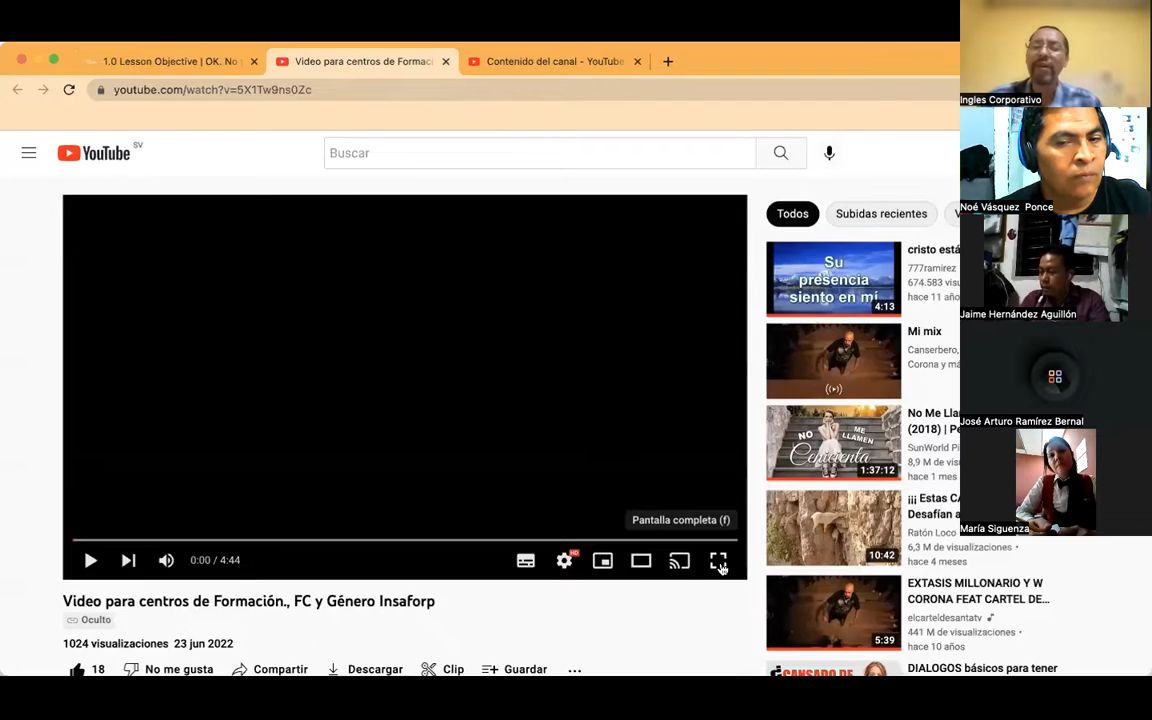 1.0 Lesson Objective | OK. No
Video para centros de Formaci
Contenido del canal - YouTube
youtube.com/watch?v=5X1Tw9ns0Zc
YouTube SV
Buscar
Todos
Subidas recientes
Su
presencia
siento en mí
4:13
cristo está
777ramirez
674.583 visu
hace 11 año
Mi mix
Canserbero,
Corona y má
NO
ME
LLAMEN
Cenicienta
1:37:12
No Me Lla
(2018) | Pe
SunWorld Pi
8,9 M de visu
hace 1 mes
10:42
¡¡¡ Estas CA
Desafían a
Ratón Loco
6,3 M de visualizaciones •
hace 4 meses
5:39
EXTASIS MILLONARIO Y W
CORONA FEAT CARTEL DE...
elcarteldesantatv
441 M de visualizaciones •
hace 10 años
CANSADO DE
DIALOGOS básicos para tener
Pantalla completa (f)
0:00 / 4:44
HD
Video para centros de Formación., FC y Género Insaforp
Oculto
1024 visualizaciones 23 jun 2022
18
No me gusta
Compartir
Descargar
Clip
Guardar
...
Ingles Corporativo
Noé Vásquez Ponce
Jaime Hernández Aguillón
José Arturo Ramírez Bernal
María Siguenza